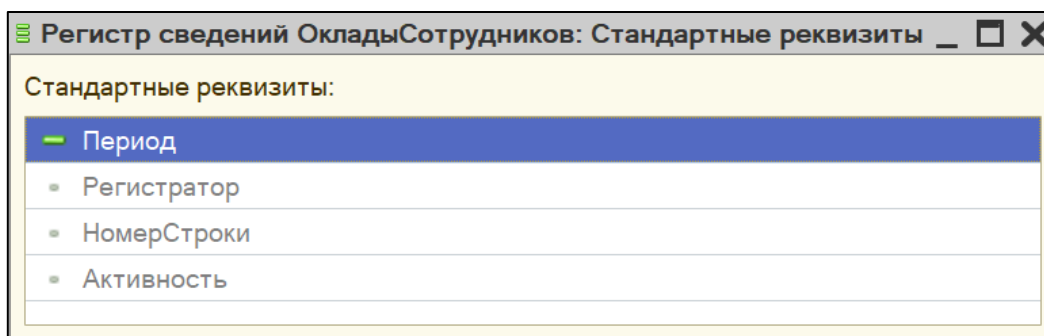 Регистр сведений ОкладыСотрудников: Стандартные реквизиты
Стандартные реквизиты:
Период
Регистратор
НомерСтроки
Активность